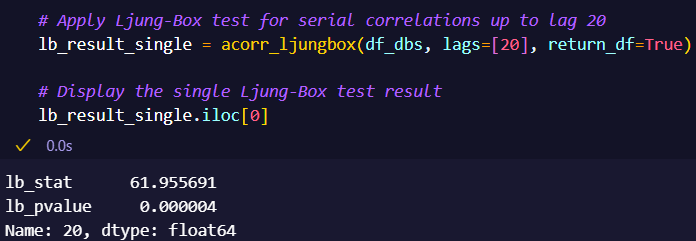 # Apply Ljung-Box test for serial correlations up to lag 20
lb_result_single = acorr_ljungbox(df_dbs, lags=[20], return_df=True)
# Display the single Ljung-Box test result
lb_result_single.iloc[0]
0.0s
lb_stat      61.955691
lb_pvalue     0.000004
Name: 20, dtype: float64